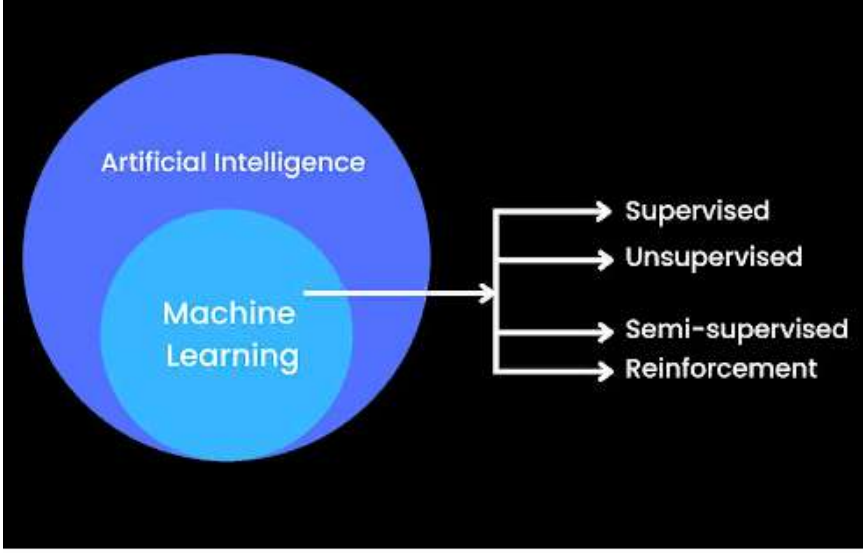 Artificial Intelligence
Machine
Learning
Supervised
Unsupervised
Semi-supervised
Reinforcement